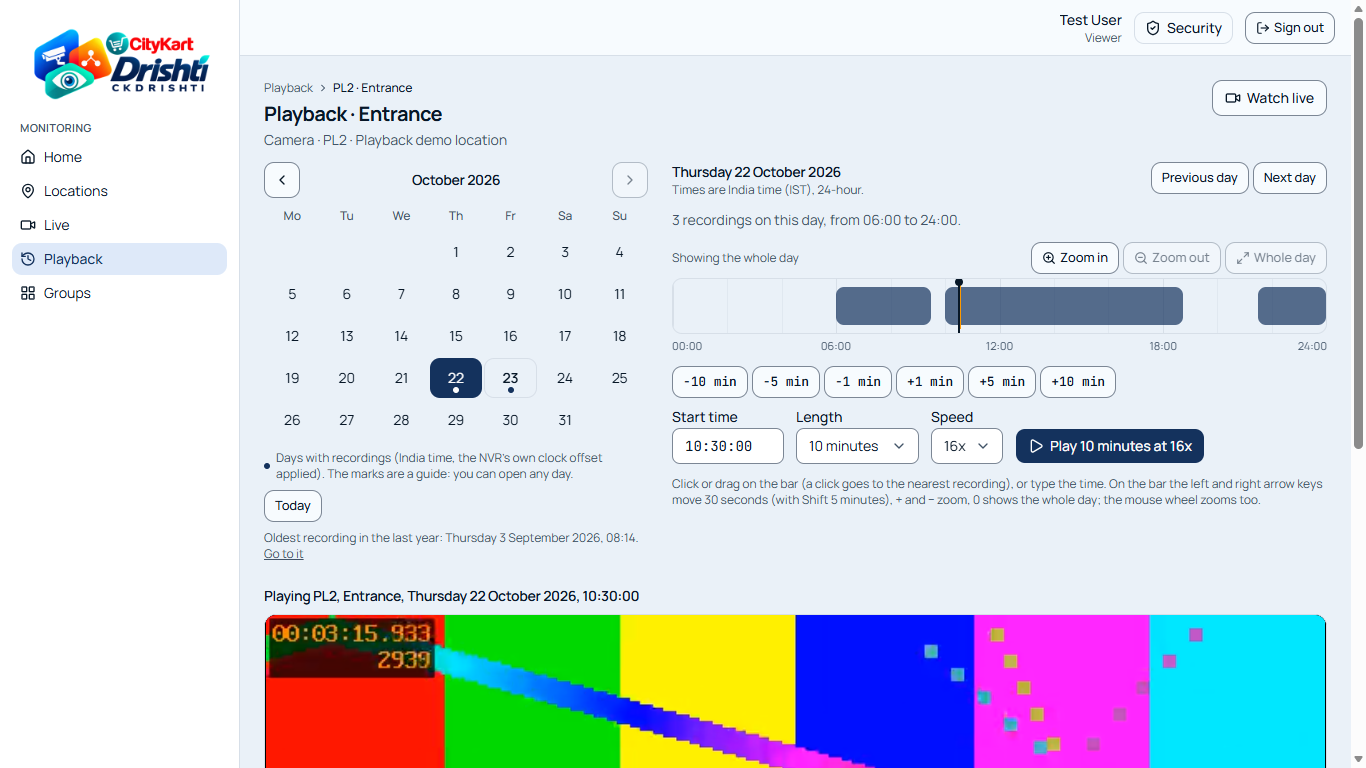 CityKart
Drishti
CKDRISHTI
MONITORING
Home
Locations
Live
Playback
Groups
Test User
Viewer
Security
Sign out
Playback > PL2 · Entrance
Playback · Entrance
Camera · PL2 · Playback demo location
Watch live
October 2026
Mo Tu We Th Fr Sa Su
1 2 3 4
5 6 7 8 9 10 11
12 13 14 15 16 17 18
19 20 21 22 23 24 25
26 27 28 29 30 31
Days with recordings (India time, the NVR's own clock offset
applied). The marks are a guide: you can open any day.
Today
Oldest recording in the last year: Thursday 3 September 2026, 08:14.
Go to it
Thursday 22 October 2026
Times are India time (IST), 24-hour.
Previous day
Next day
3 recordings on this day, from 06:00 to 24:00.
Showing the whole day
Zoom in
Zoom out
Whole day
00:00 06:00 12:00 18:00 24:00
-10 min -5 min -1 min +1 min +5 min +10 min
Start time Length Speed
10:30:00 10 minutes 16x Play 10 minutes at 16x
Click or drag on the bar (a click goes to the nearest recording), or type the time. On the bar the left and right arrow keys
move 30 seconds (with Shift 5 minutes), + and − zoom, 0 shows the whole day; the mouse wheel zooms too.
Playing PL2, Entrance, Thursday 22 October 2026, 10:30:00
00:03:15.933
2939